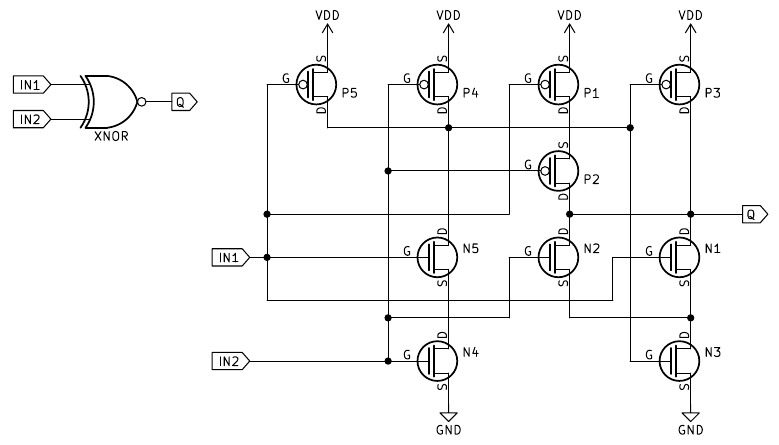 VDD VDD VDD VDD
S S S S
IN1 G G G G
Q P5 P4 P1 P3
IN2 D D D D
XNOR
S
G
P2
D
Q
D D D
IN1 G N5 G N2 G N1
S S S
D D
IN2 G N4 G N3
S S
GND GND